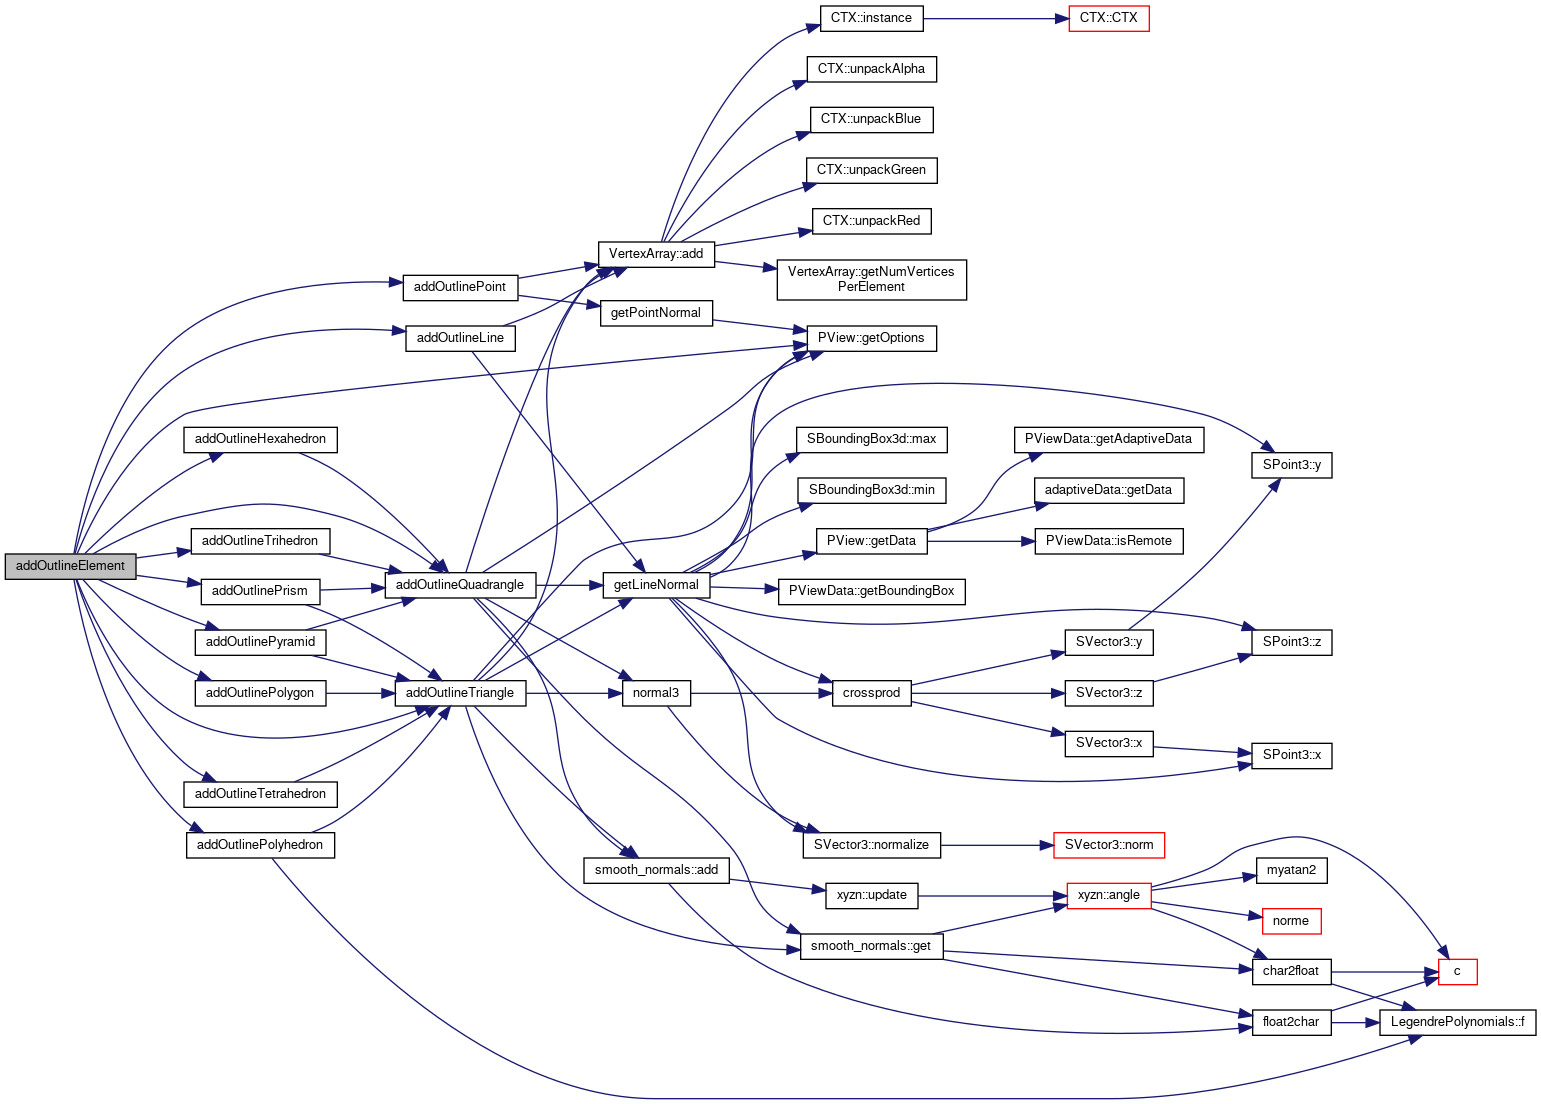 addOutlineElement
addOutlinePoint
addOutlineLine
addOutlineHexahedron
addOutlineTrihedron
addOutlinePrism
addOutlinePyramid
addOutlinePolygon
addOutlineTetrahedron
addOutlinePolyhedron
addOutlineQuadrangle
addOutlineTriangle
VertexArray::add
getPointNormal
getLineNormal
normal3
smooth_normals::add
CTX::instance
CTX::unpackAlpha
CTX::unpackBlue
CTX::unpackGreen
CTX::unpackRed
VertexArray::getNumVertices
PerElement
PView::getOptions
SBoundingBox3d::max
SBoundingBox3d::min
PView::getData
PViewData::getBoundingBox
crossprod
SVector3::normalize
xyzn::update
smooth_normals::get
CTX::CTX
PViewData::getAdaptiveData
adaptiveData::getData
PViewData::isRemote
SVector3::y
SVector3::z
SVector3::x
SVector3::norm
xyzn::angle
SPoint3::y
SPoint3::z
SPoint3::x
myatan2
norme
char2float
float2char
c
LegendrePolynomials::f